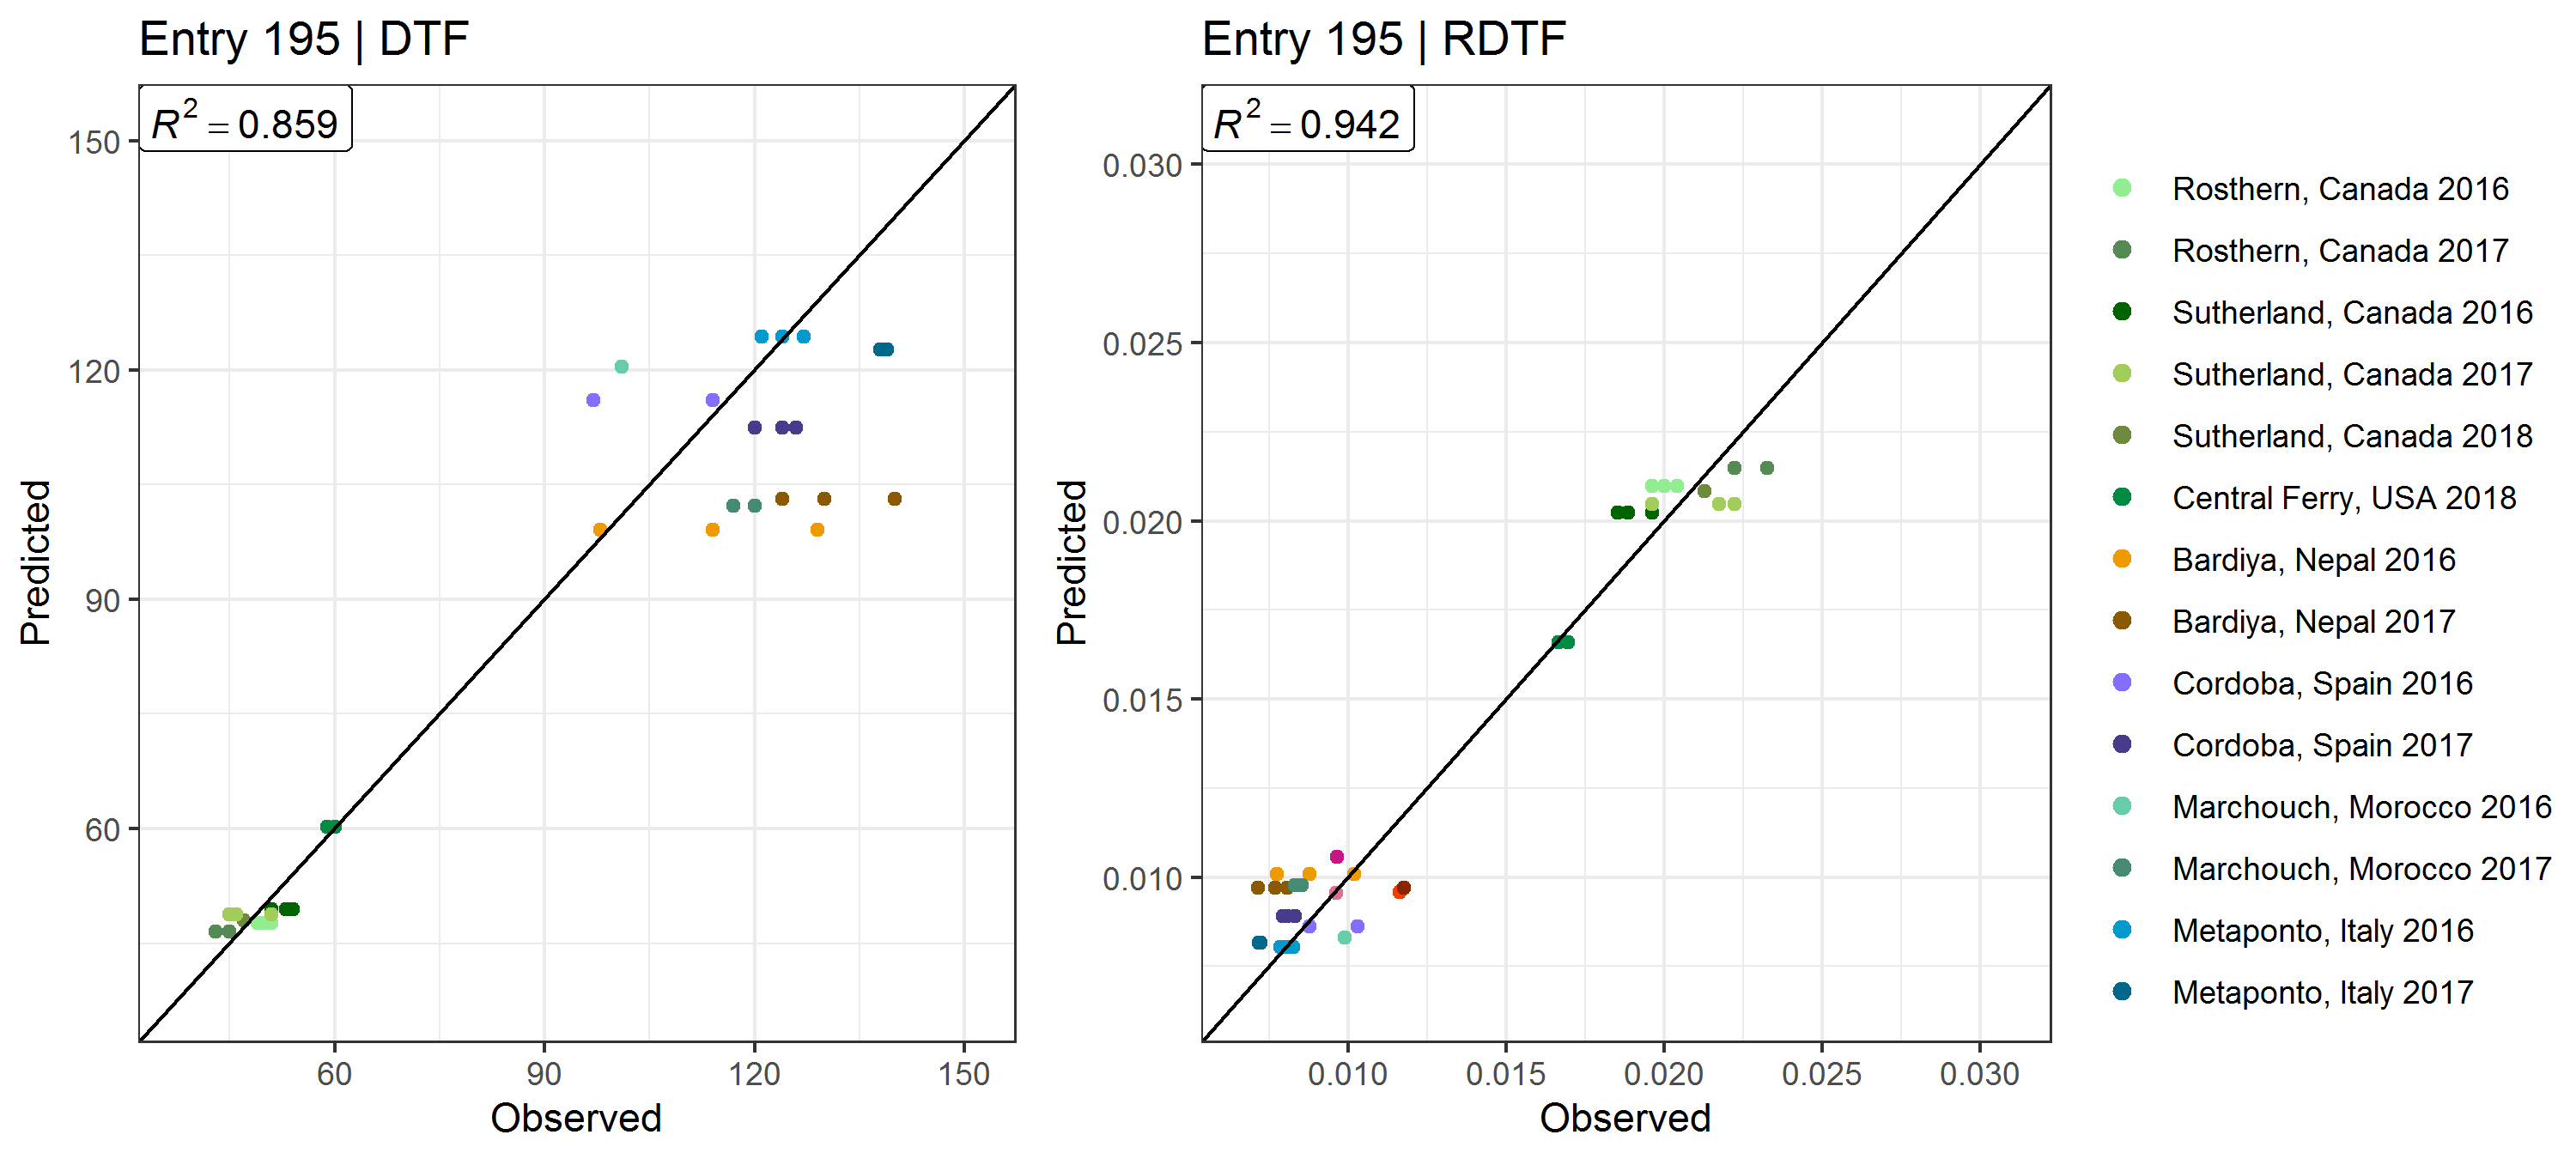 Entry 195 | DTF
R² = 0.859
150
120
90
60
Predicted
60 90 120 150
Observed
Entry 195 | RDTF
R² = 0.942
0.030
0.025
0.020
0.015
0.010
Predicted
0.010 0.015 0.020 0.025 0.030
Observed
Rosthern, Canada 2016
Rosthern, Canada 2017
Sutherland, Canada 2016
Sutherland, Canada 2017
Sutherland, Canada 2018
Central Ferry, USA 2018
Bardiya, Nepal 2016
Bardiya, Nepal 2017
Cordoba, Spain 2016
Cordoba, Spain 2017
Marchouch, Morocco 2016
Marchouch, Morocco 2017
Metaponto, Italy 2016
Metaponto, Italy 2017